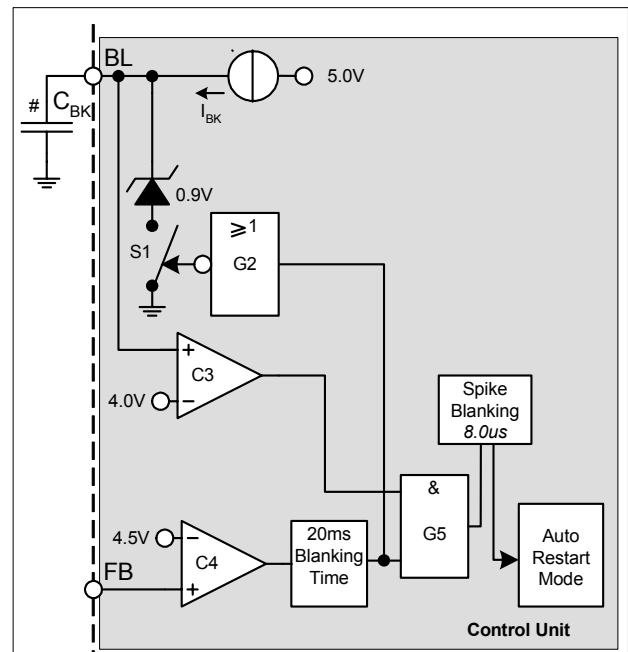 BL
5.0V
# C_BK
I_BK
0.9V
S1
≥1
G2
+
C3
4.0V
−
Spike
Blanking
8.0us
&
G5
4.5V
−
C4
20ms
Blanking
Time
Auto
Restart
Mode
FB
+
Control Unit